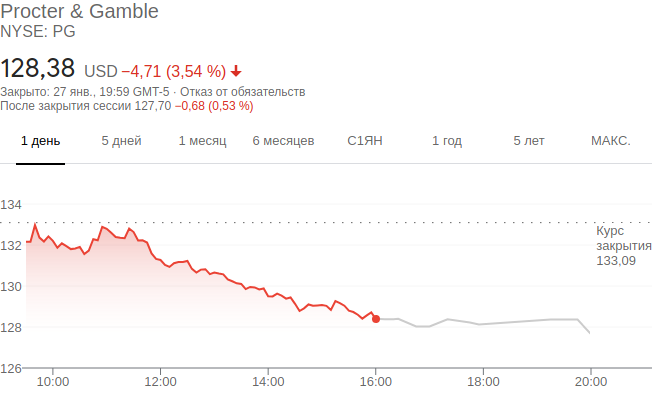 Procter & Gamble
NYSE: PG
128,38 USD −4,71 (3,54 %)
Закрыто: 27 янв., 19:59 GMT-5 · Отказ от обязательств
После закрытия сессии 127,70 −0,68 (0,53 %)
1 день 5 дней 1 месяц 6 месяцев С1ЯН 1 год 5 лет МАКС.
134
Курс
132 закрытия
133,09
130
128
126
10:00 12:00 14:00 16:00 18:00 20:00